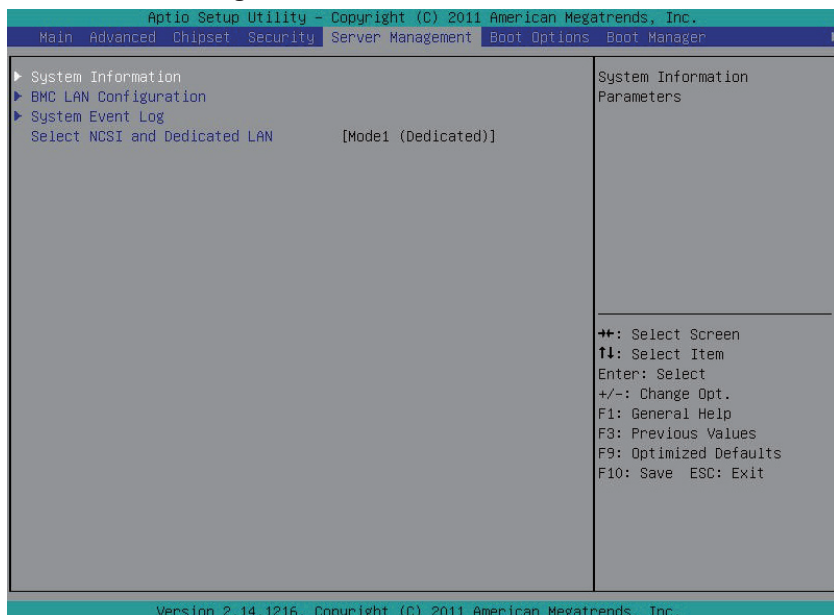 Aptio Setup Utility – Copyright (C) 2011 American Megatrends, Inc.
Main Advanced Chipset Security Server Management Boot Options Boot Manager
System Information
BMC LAN Configuration
System Event Log
Select NCSI and Dedicated LAN [Mode1 (Dedicated)]
System Information
Parameters
→←: Select Screen
↑↓: Select Item
Enter: Select
+/-: Change Opt.
F1: General Help
F3: Previous Values
F9: Optimized Defaults
F10: Save ESC: Exit
Version 2.14.1216. Copyright (C) 2011 American Megatrends, Inc.